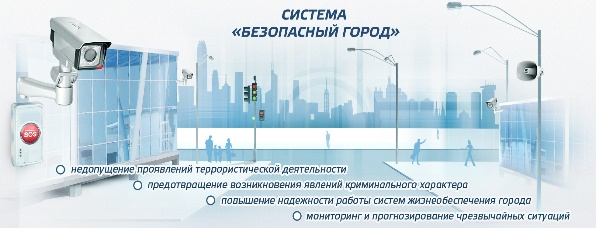 СИСТЕМА
«БЕЗОПАСНЫЙ ГОРОД»
SOS
недопущение проявлений террористической деятельности
предотвращение возникновения явлений криминального характера
повышение надежности работы систем жизнеобеспечения города
мониторинг и прогнозирование чрезвычайных ситуаций